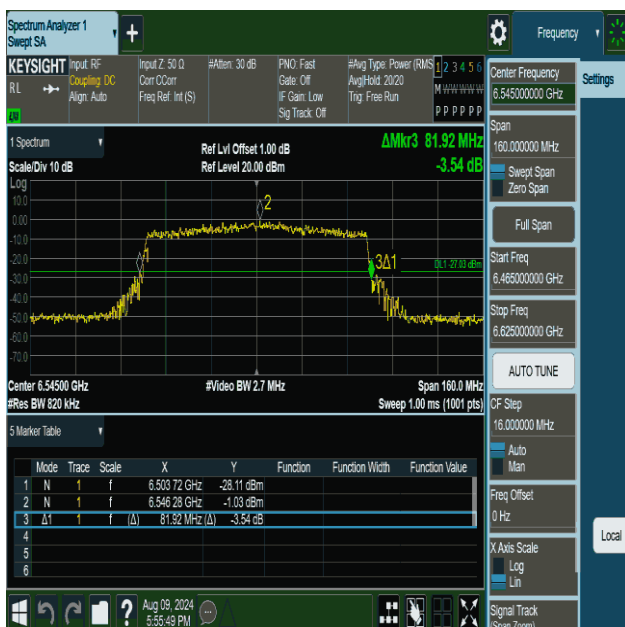 Spectrum Analyzer 1
Swept SA
Frequency
KEYSIGHT
RL
Input: RF
Coupling: DC
Align: Auto
Input Z: 50 Ω
Corr CCorr
Freq Ref: Int (S)
#Atten: 30 dB
PNO: Fast
Gate: Off
IF Gain: Low
Sig Track: Off
#Avg Type: Power (RMS
Avg|Hold: 20/20
Trig: Free Run
1 2 3 4 5 6
M W W W W W
P P P P P P
1 Spectrum
Scale/Div 10 dB
Ref Lvl Offset 1.00 dB
Ref Level 20.00 dBm
ΔMkr3 81.92 MHz
-3.54 dB
Log
10.0
0.00
-10.0
-20.0
-30.0
-40.0
-50.0
-60.0
-70.0
2
3Δ1
DL1 -27.03 dBm
Center 6.54500 GHz
#Res BW 820 kHz
#Video BW 2.7 MHz
Span 160.0 MHz
Sweep 1.00 ms (1001 pts)
5 Marker Table
Mode Trace Scale X Y Function Function Width Function Value
1 N 1 f 6.503 72 GHz -28.11 dBm
2 N 1 f 6.546 28 GHz -1.03 dBm
3 Δ1 1 f (Δ) 81.92 MHz (Δ) -3.54 dB
4
5
6
Aug 09, 2024
5:55:49 PM
Center Frequency
6.545000000 GHz
Settings
Span
160.000000 MHz
Swept Span
Zero Span
Full Span
Start Freq
6.465000000 GHz
Stop Freq
6.625000000 GHz
AUTO TUNE
CF Step
16.000000 MHz
Auto
Man
Freq Offset
0 Hz
Local
X Axis Scale
Log
Lin
Signal Track
(Span Zoom)